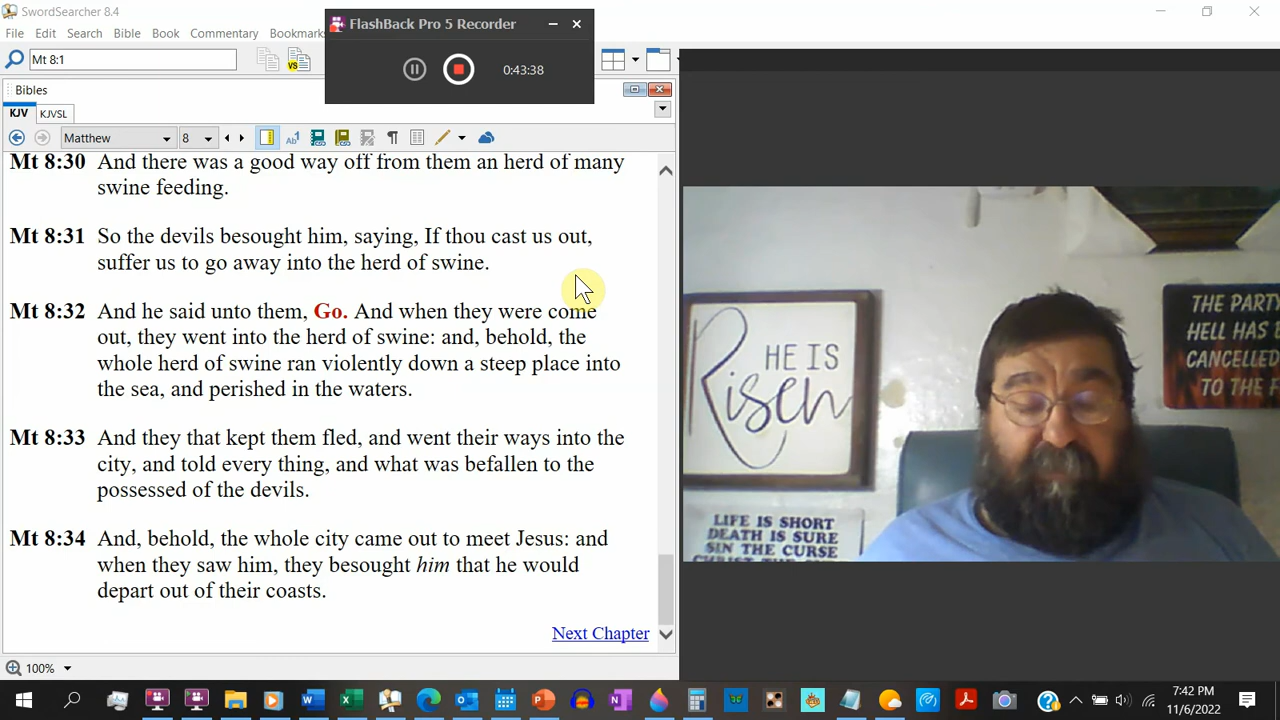 SwordSearcher 8.4
File Edit Search Bible Book Commentary Bookmarks
Mt 8:1
VS
FlashBack Pro 5 Recorder
0:43:38
Bibles
KJV KJVSL
Matthew 8
Mt 8:30 And there was a good way off from them an herd of many
swine feeding.
Mt 8:31 So the devils besought him, saying, If thou cast us out,
suffer us to go away into the herd of swine.
Mt 8:32 And he said unto them, Go. And when they were come
out, they went into the herd of swine: and, behold, the
whole herd of swine ran violently down a steep place into
the sea, and perished in the waters.
Mt 8:33 And they that kept them fled, and went their ways into the
city, and told every thing, and what was befallen to the
possessed of the devils.
Mt 8:34 And, behold, the whole city came out to meet Jesus: and
when they saw him, they besought him that he would
depart out of their coasts.
Next Chapter
100%
HE IS
Risen
THE PARTY
HELL HAS
CANCELLED
TO THE F
LIFE IS SHORT
DEATH IS SURE
SIN THE CURSE
7:42 PM
11/6/2022